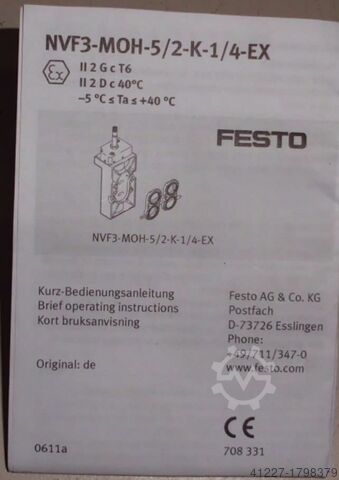 NVF3-MOH-5/2-K-1/4-EX
Ex
II 2 G c T6
II 2 D c 40°C
–5 °C ≤ Ta ≤ +40 °C
FESTO
NVF3-MOH-5/2-K-1/4-EX
Kurz-Bedienungsanleitung
Brief operating instructions
Kort bruksanvisning
Original: de
Festo AG & Co. KG
Postfach
D-73726 Esslingen
Phone:
+49/711/347-0
www.festo.com
0611a
CE
708 331
41227-1798379